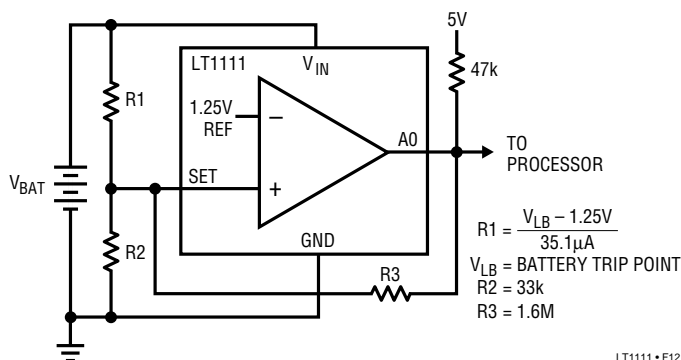 5V
LT1111
V_IN
47k
R1
1.25V
REF
−
A0
TO
PROCESSOR
V_BAT
SET
+
R2
GND
R3
R1 = V_LB – 1.25V
35.1µA
V_LB = BATTERY TRIP POINT
R2 = 33k
R3 = 1.6M
LT1111 • F12